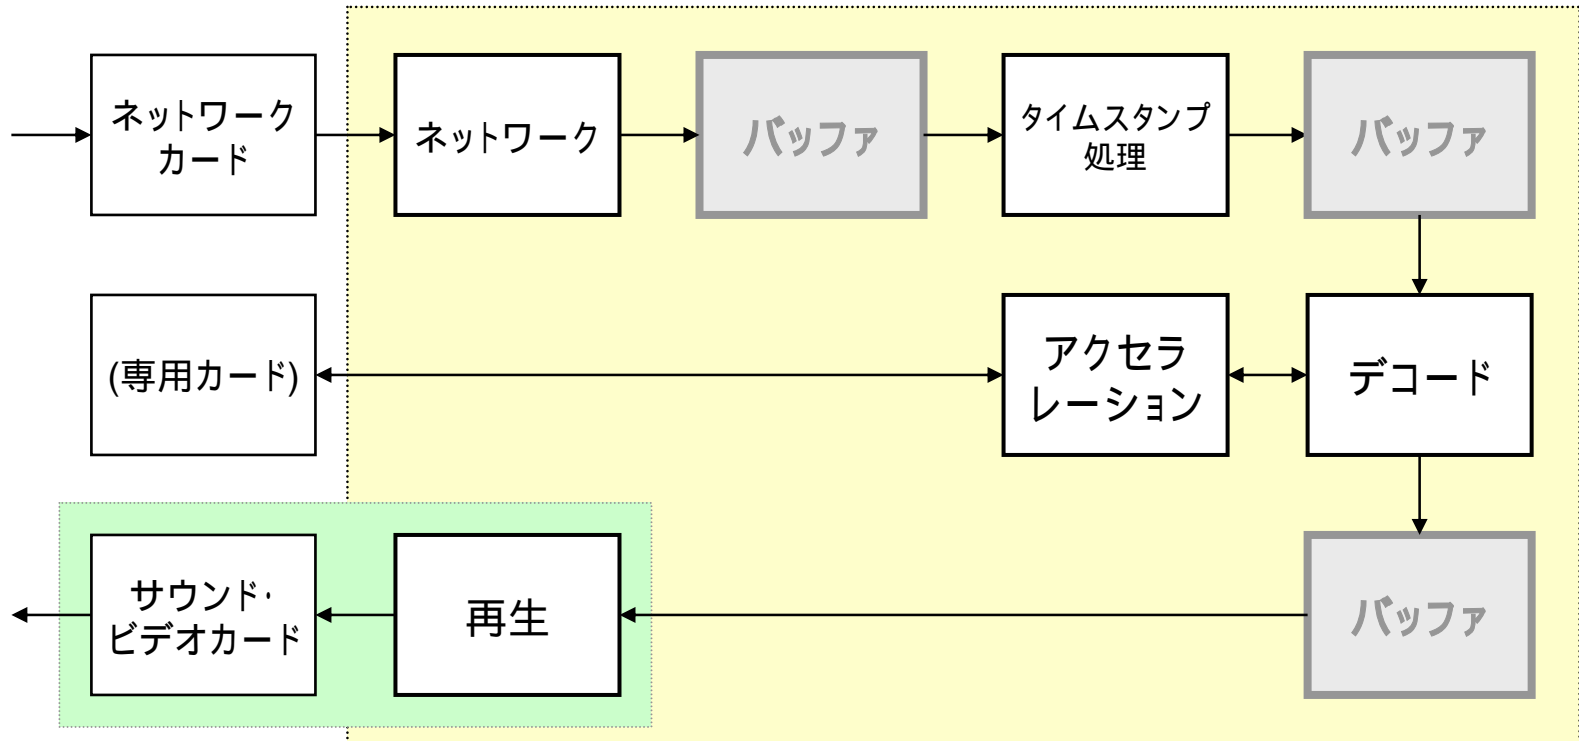 ネットワーク
カード
ネットワーク
バッファ
タイムスタンプ
処理
バッファ
(専用カード)
アクセラ
レーション
デコード
サウンド・
ビデオカード
再生
バッファ